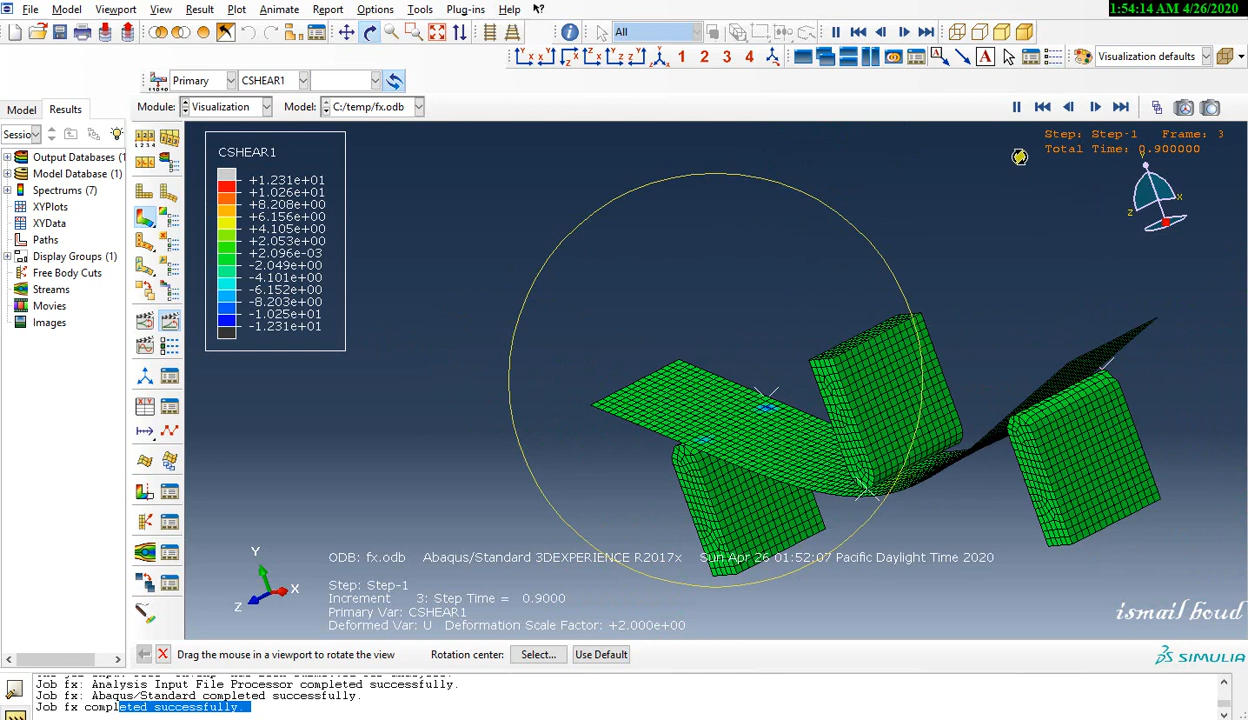 File Model Viewport View Result Plot Animate Report Options Tools Plug-ins Help
1:54:14 AM 4/26/2020
All
1 2 3 4
Visualization defaults
Primary CSHEAR1
Model Results
Module: Visualization Model: C:/temp/fx.odb
Sessio
Output Databases (1
Model Database (1
Spectrums (7)
XYPlots
XYData
Paths
Display Groups (1)
Free Body Cuts
Streams
Movies
Images
CSHEAR1
+1.231e+01
+1.026e+01
+8.208e+00
+6.156e+00
+4.105e+00
+2.053e+00
+2.096e-03
-2.049e+00
-4.101e+00
-6.152e+00
-8.203e+00
-1.025e+01
-1.231e+01
Step: Step-1 Frame: 3
Total Time: 0.900000
Y
X
Z
Y
X
Z
ODB: fx.odb Abaqus/Standard 3DEXPERIENCE R2017x Sun Apr 26 01:52:07 Pacific Daylight Time 2020
Step: Step-1
Increment 3: Step Time = 0.9000
Primary Var: CSHEAR1
Deformed Var: U Deformation Scale Factor: +2.000e+00
ismail boud
Drag the mouse in a viewport to rotate the view
Rotation center: Select... Use Default
SIMULIA
Job fx: Analysis Input File Processor completed successfully.
Job fx: Abaqus/Standard completed successfully.
Job fx completed successfully.